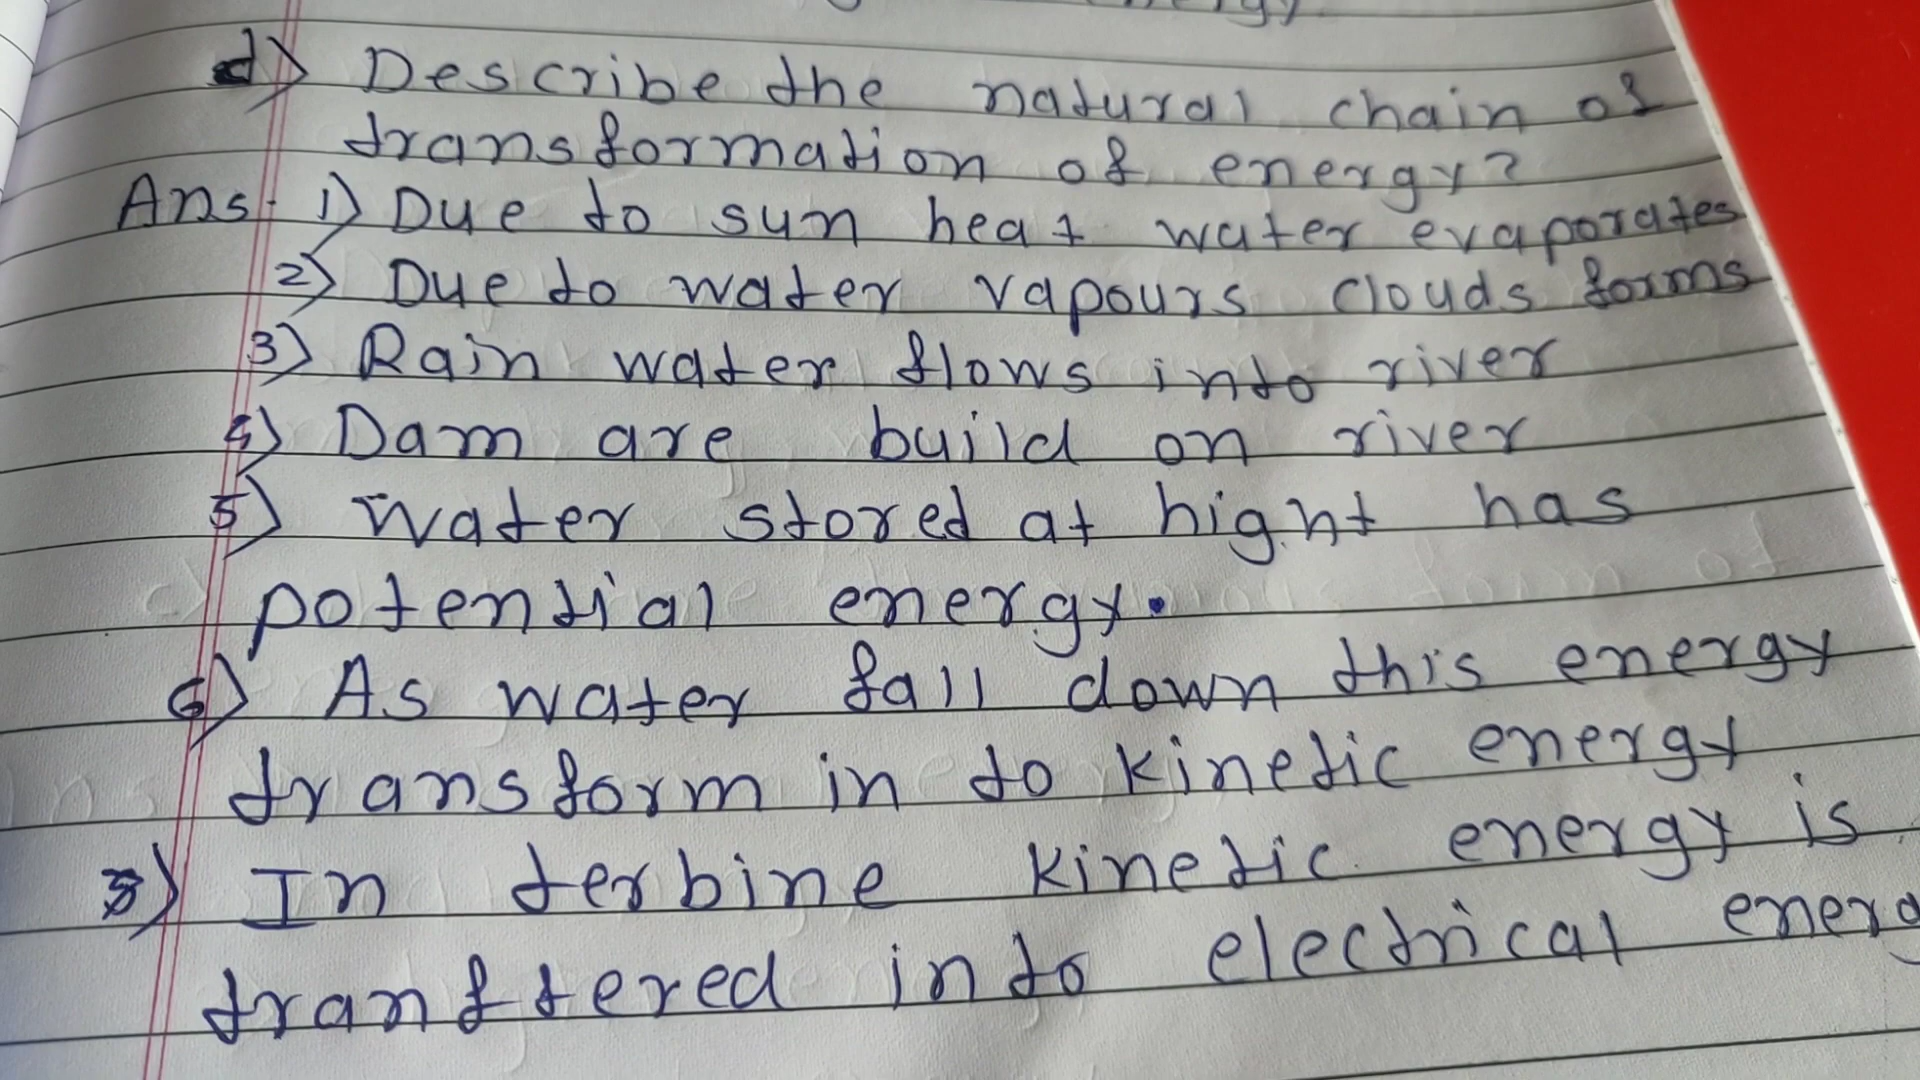 d) Describe the natural chain of
transformation of energy?
Ans- 1) Due to sun heat water evaporates
2) Due to water vapours clouds forms
3) Rain water flows into river
4) Dam are build on river
5) Water stored at hight has
potential energy.
6) As water fall down this energy
transform in to kinetic energy
In terbine kinetic energy is
tranftered into electrical energ